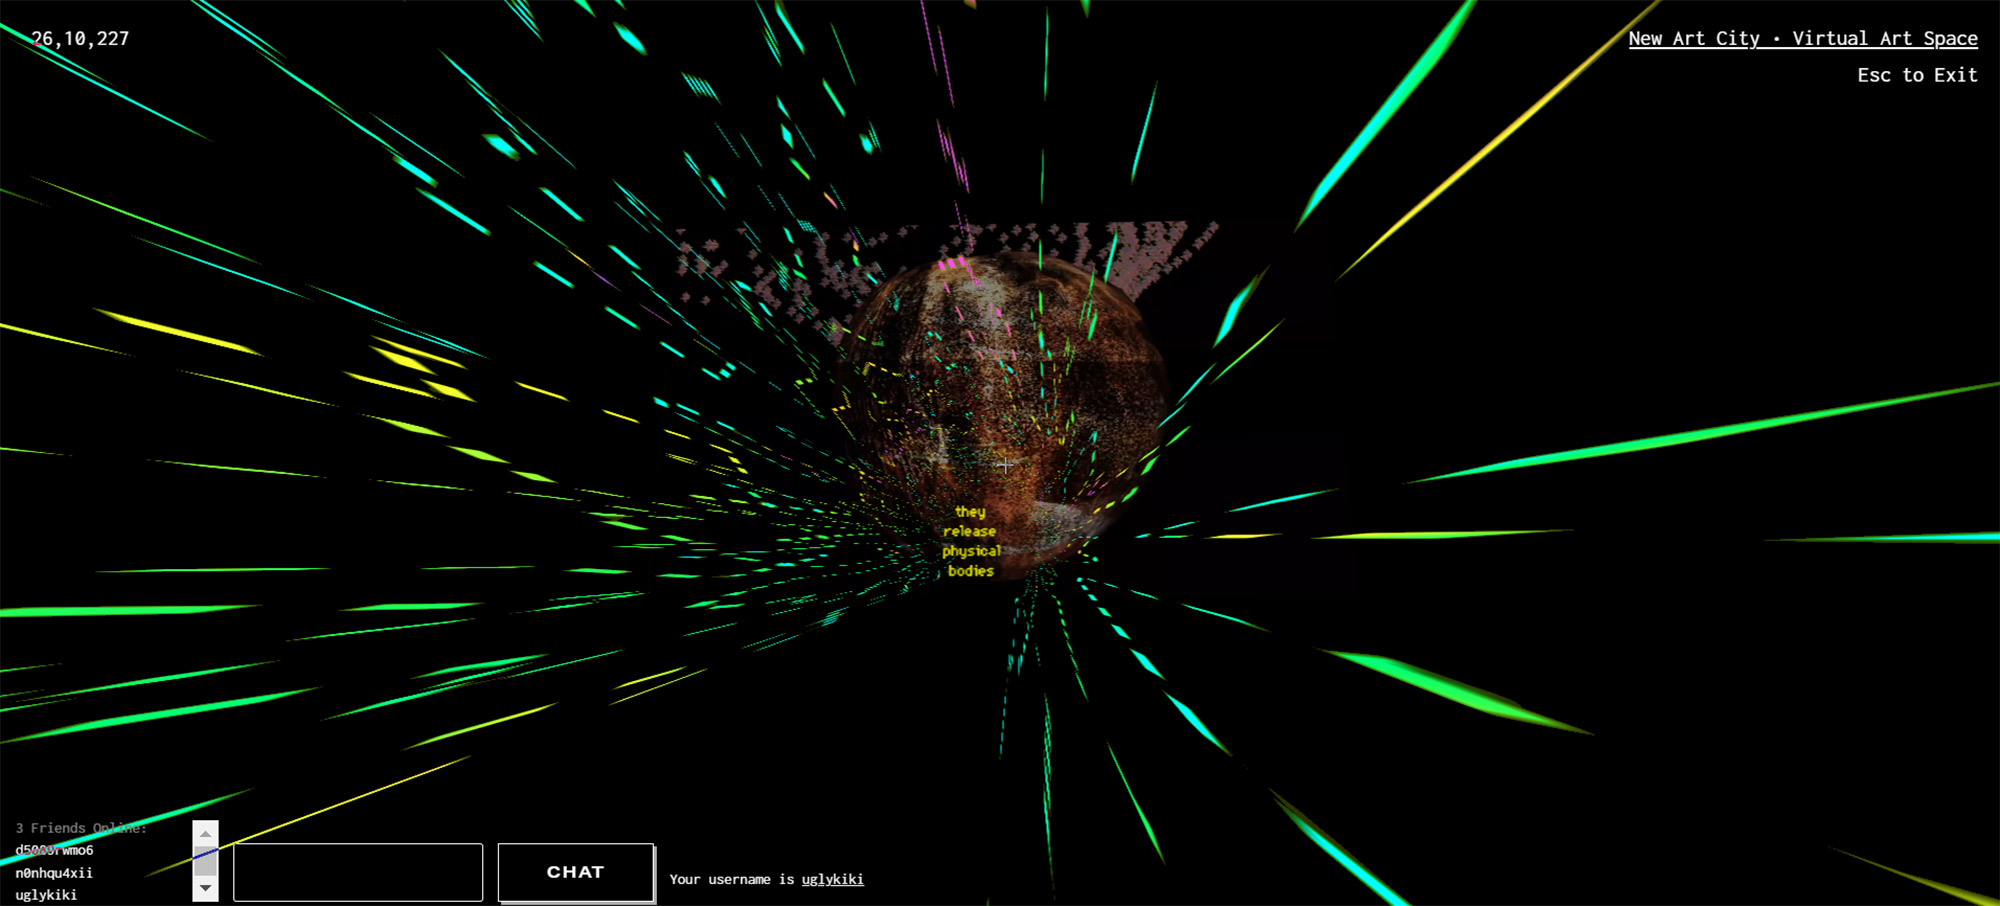 26,10,227
New Art City • Virtual Art Space
Esc to Exit
they
release
physical
bodies
3 Friends Online:
n0nhqu4xii
uglykiki
CHAT
Your username is uglykiki